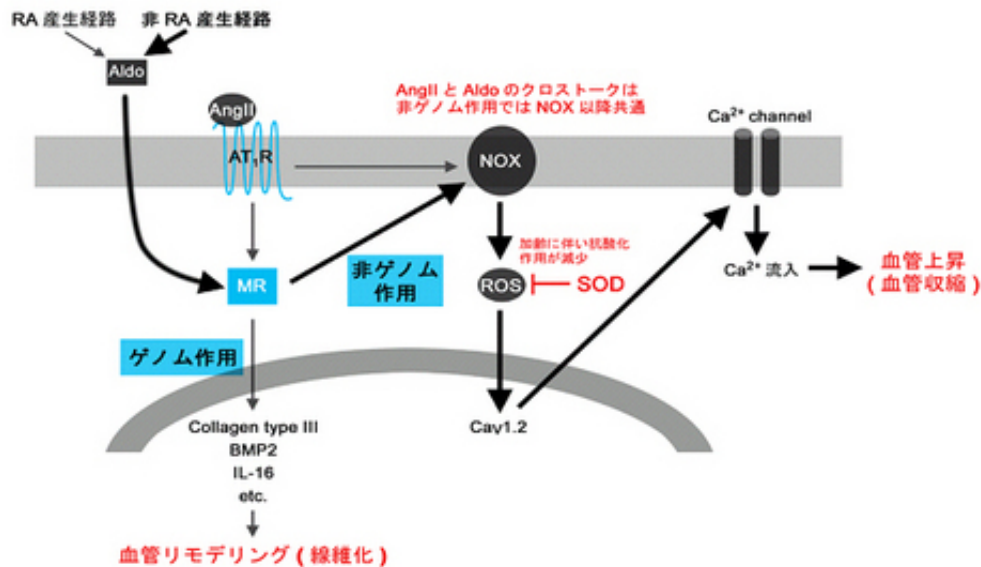 RA 産生経路 非 RA 産生経路
Aldo
AngII
AT1R
AngII と Aldo のクロストークは
非ゲノム作用では NOX 以降共通
NOX
Ca2+ channel
加齢に伴い抗酸化
作用が減少
MR
非ゲノム
作用
ROS
SOD
Ca2+ 流入
血管上昇
( 血管収縮 )
ゲノム作用
Collagen type III
BMP2
IL-16
etc.
CaV1.2
血管リモデリング ( 線維化 )